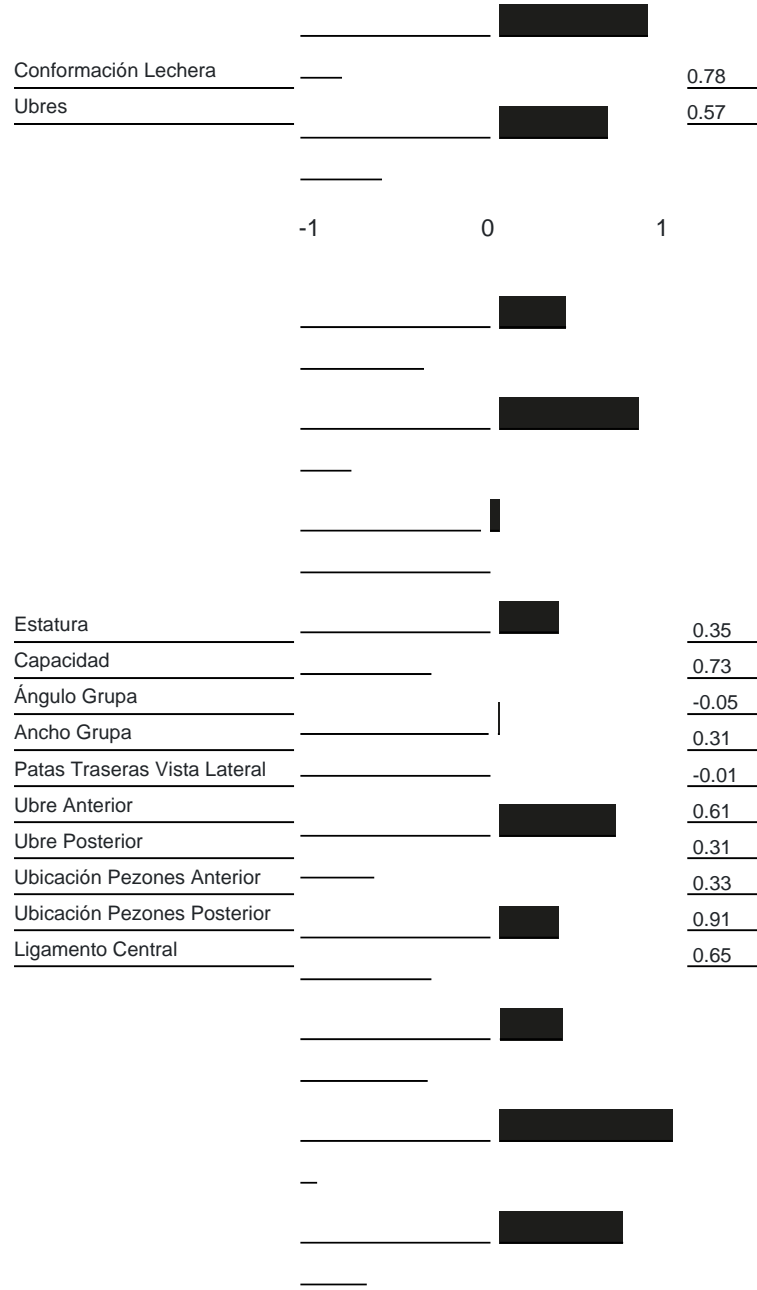 Conformación Lechera 0.78
Ubres 0.57
-1 0 1
Estatura 0.35
Capacidad 0.73
Ángulo Grupa -0.05
Ancho Grupa 0.31
Patas Traseras Vista Lateral -0.01
Ubre Anterior 0.61
Ubre Posterior 0.31
Ubicación Pezones Anterior 0.33
Ubicación Pezones Posterior 0.91
Ligamento Central 0.65